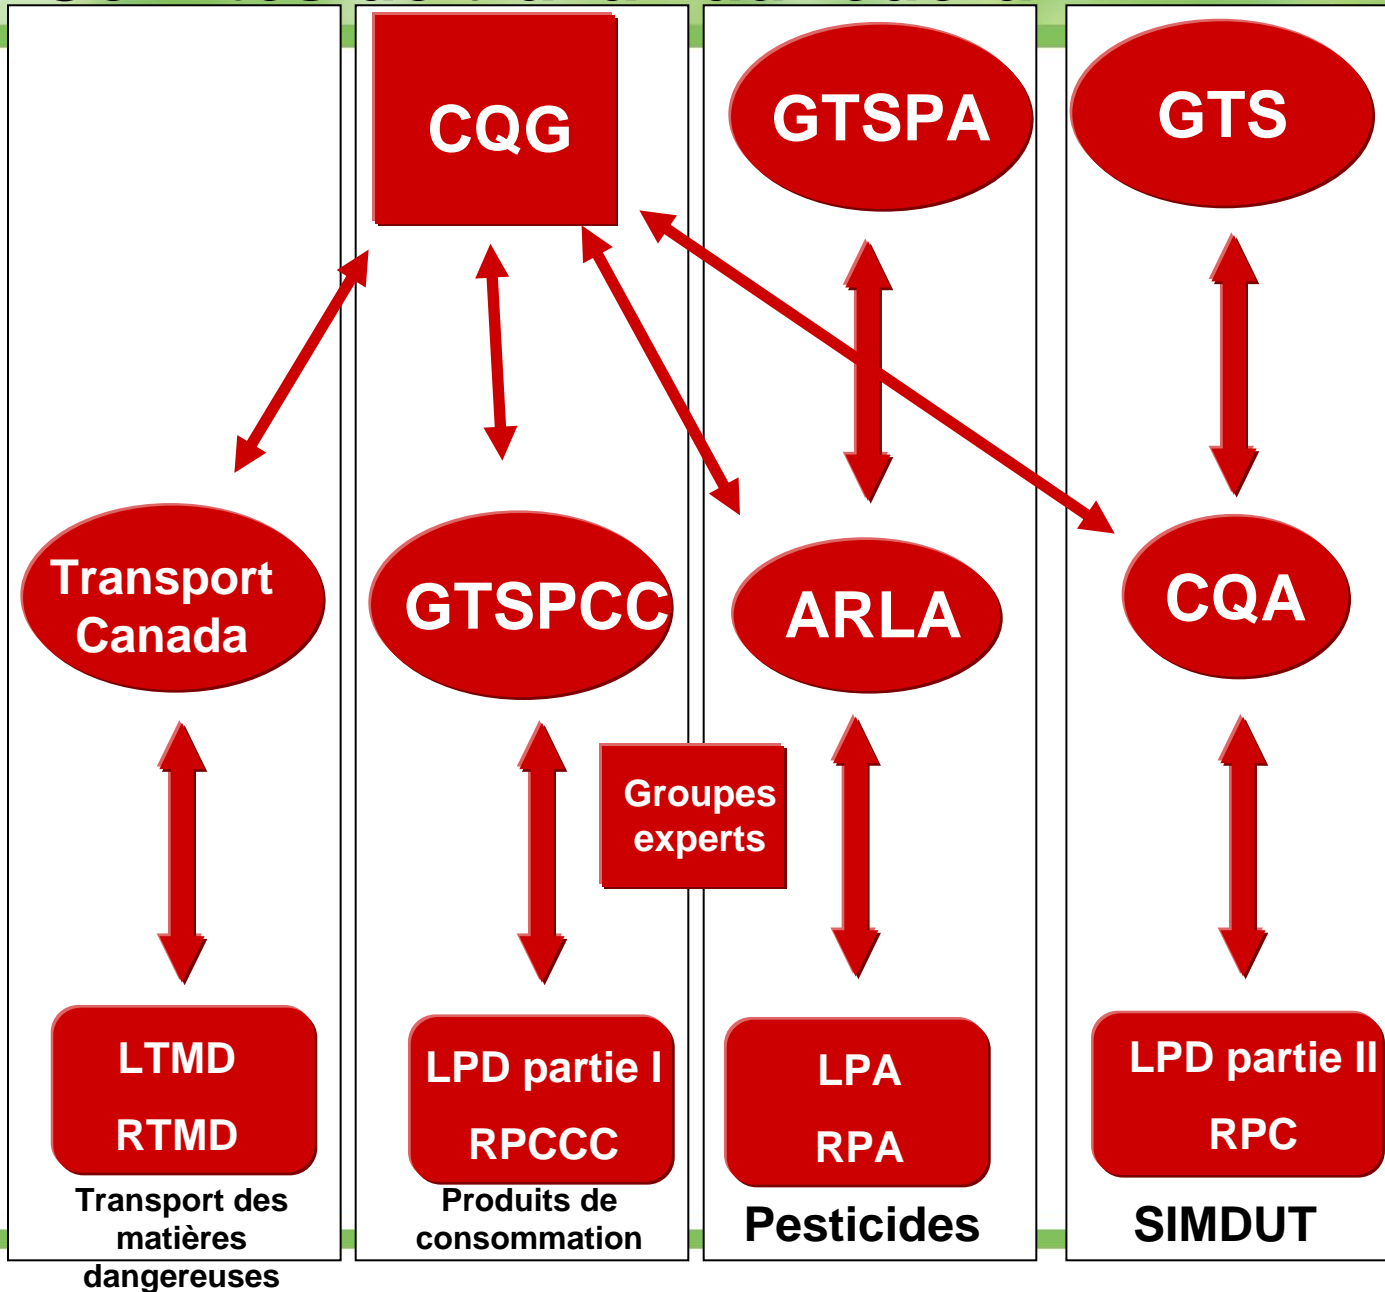 CQG
GTSPA
GTS
Transport
Canada
GTSPCC
ARLA
CQA
Groupes
experts
LTMD
RTMD
LPD partie I
RPCCC
LPA
RPA
LPD partie II
RPC
Transport des
matières
dangereuses
Produits de
consommation
Pesticides
SIMDUT